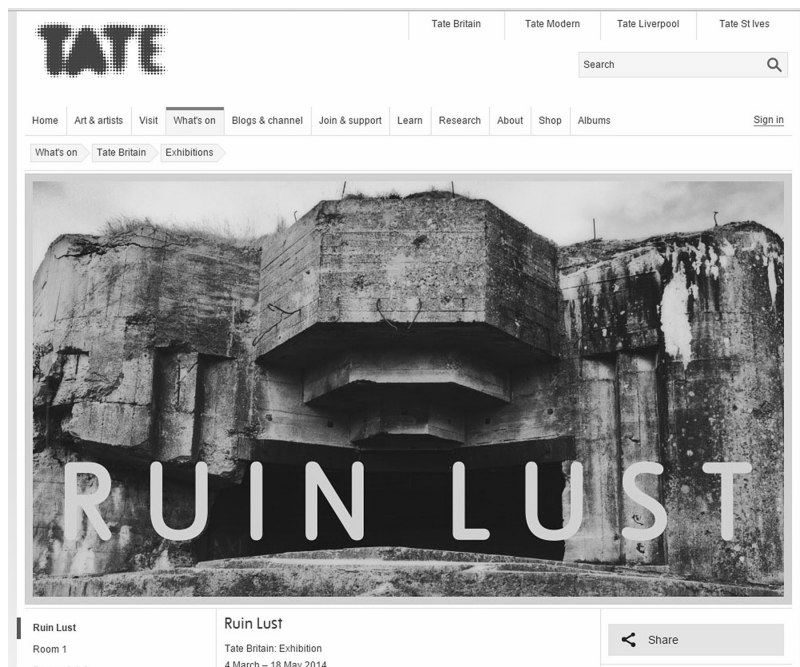 Tate Britain Tate Modern Tate Liverpool Tate St Ives
TATE
Search
Home Art & artists Visit What's on Blogs & channel Join & support Learn Research About Shop Albums Sign in
What's on Tate Britain Exhibitions
RUIN LUST
Ruin Lust
Room 1
Ruin Lust
Tate Britain: Exhibition
4 March – 18 May 2014
Share